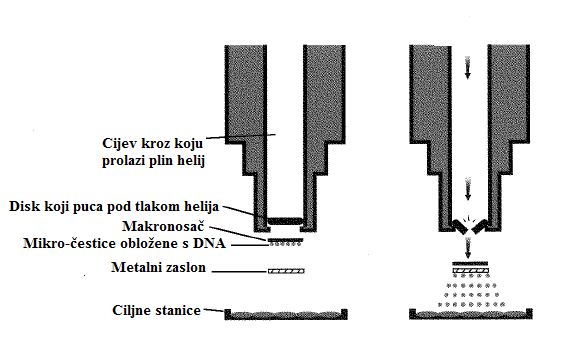 Cijev kroz koju
prolazi plin helij
Disk koji puca pod tlakom helija
Makronosač
Mikro-čestice obložene s DNA
Metalni zaslon
Ciljne stanice